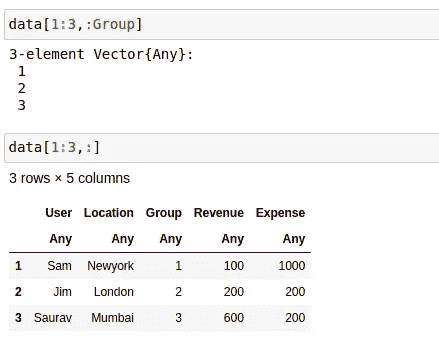 data[1:3,:Group]
3-element Vector{Any}:
1
2
3
data[1:3,:]
3 rows × 5 columns
User Location Group Revenue Expense
Any Any Any Any Any
1 Sam Newyork 1 100 1000
2 Jim London 2 200 200
3 Saurav Mumbai 3 600 200